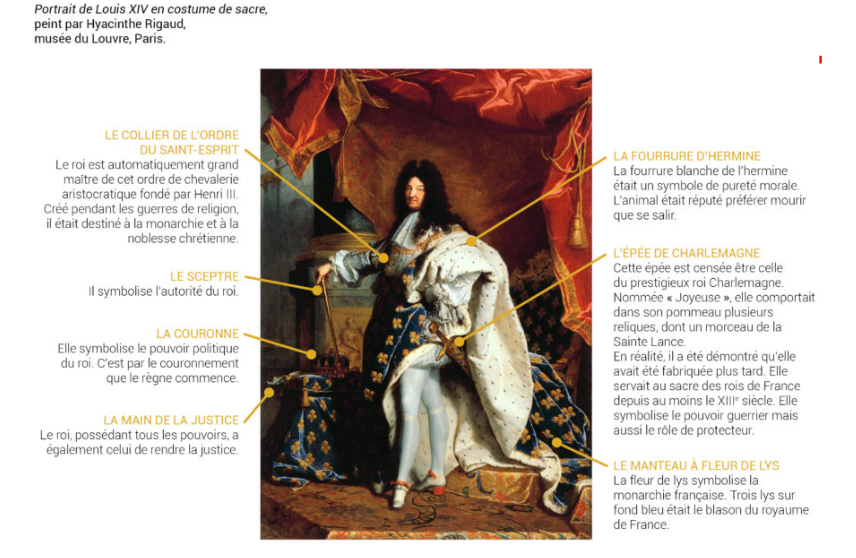 Portrait de Louis XIV en costume de sacre,
peint par Hyacinthe Rigaud,
musée du Louvre, Paris.
LE COLLIER DE L'ORDRE
DU SAINT-ESPRIT
Le roi est automatiquement grand
maître de cet ordre de chevalerie
aristocratique fondé par Henri III.
Créé pendant les guerres de religion,
il était destiné à la monarchie et à la
noblesse chrétienne.
LE SCEPTRE
Il symbolise l'autorité du roi.
LA COURONNE
Elle symbolise le pouvoir politique
du roi. C'est par le couronnement
que le règne commence.
LA MAIN DE LA JUSTICE
Le roi, possédant tous les pouvoirs, a
également celui de rendre la justice.
LA FOURRURE D'HERMINE
La fourrure blanche de l'hermine
était un symbole de pureté morale.
L'animal était réputé préférer mourir
que se salir.
L'ÉPÉE DE CHARLEMAGNE
Cette épée est censée être celle
du prestigieux roi Charlemagne.
Nommée « Joyeuse », elle comportait
dans son pommeau plusieurs
reliques, dont un morceau de la
Sainte Lance.
En réalité, il a été démontré qu'elle
avait été fabriquée plus tard. Elle
servait au sacre des rois de France
depuis au moins le XIIIe siècle. Elle
symbolise le pouvoir guerrier mais
aussi le rôle de protecteur.
LE MANTEAU À FLEUR DE LYS
La fleur de lys symbolise la
monarchie française. Trois lys sur
fond bleu était le blason du royaume
de France.